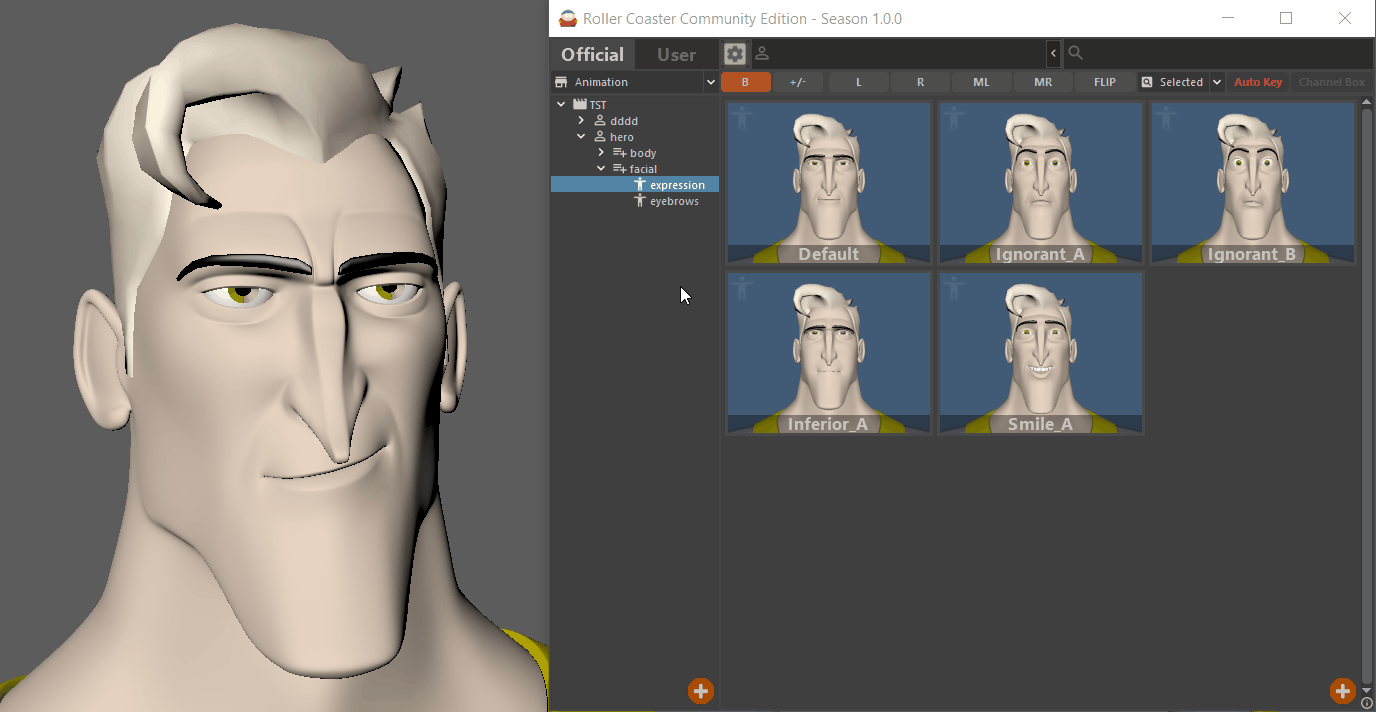 Roller Coaster Community Edition - Season 1.0.0
Official User
Animation B +/- L R ML MR FLIP Selected Auto Key Channel Box
TST
dddd
hero
body
facial
expression
eyebrows
Default Ignorant_A Ignorant_B
Inferior_A Smile_A